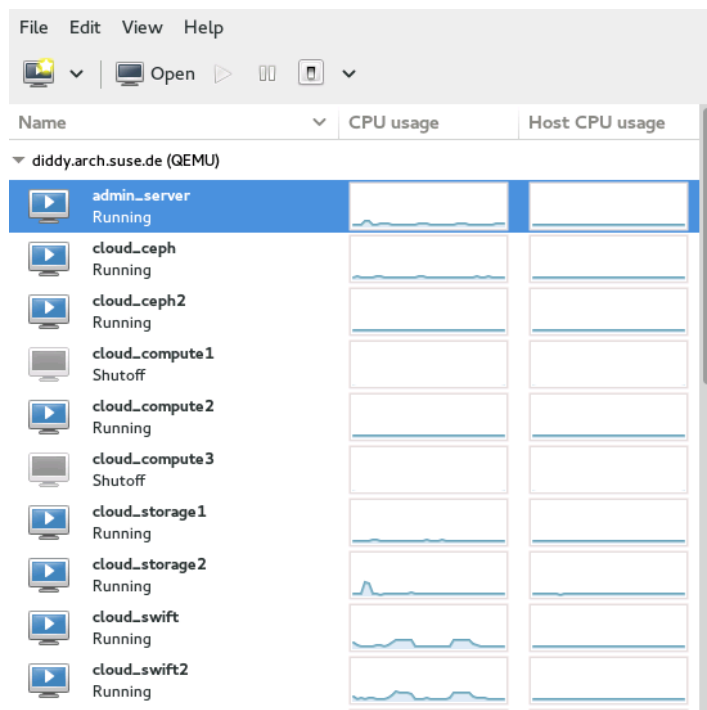 File Edit View Help
Open
Name CPU usage Host CPU usage
diddy.arch.suse.de (QEMU)
admin_server
Running
cloud_ceph
Running
cloud_ceph2
Running
cloud_compute1
Shutoff
cloud_compute2
Running
cloud_compute3
Shutoff
cloud_storage1
Running
cloud_storage2
Running
cloud_swift
Running
cloud_swift2
Running